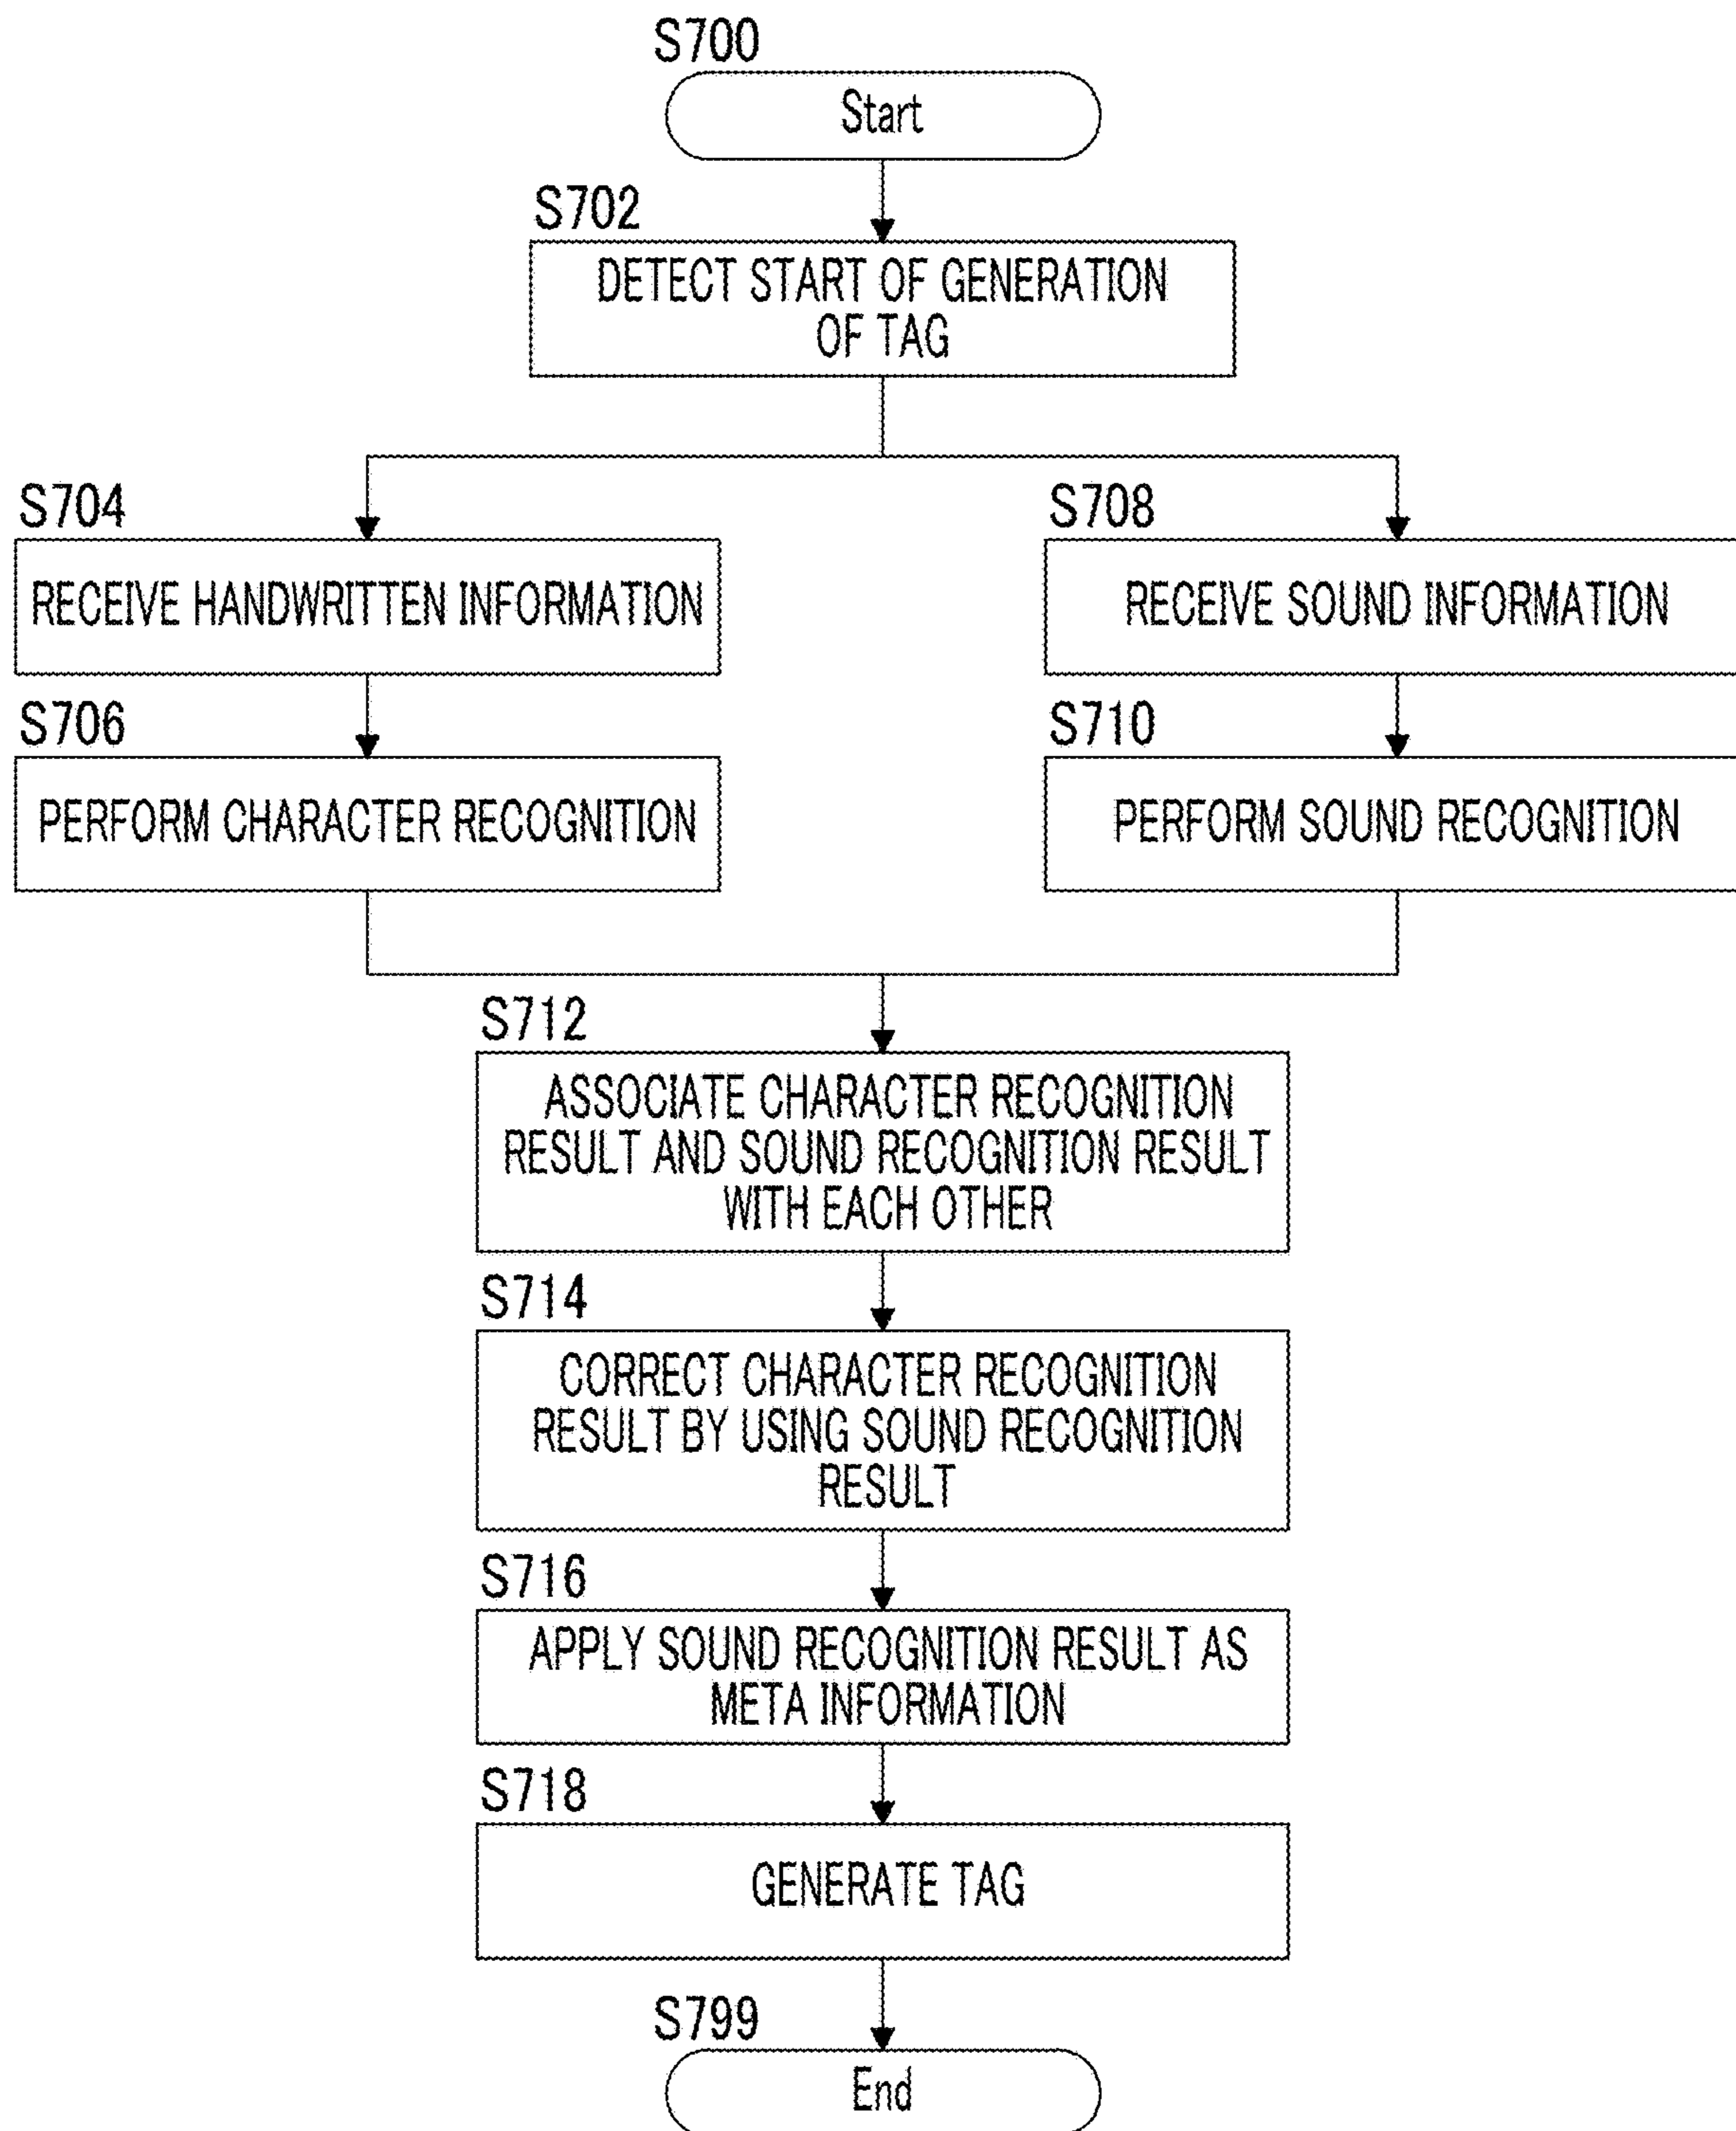 S700
Start
S702
DETECT START OF GENERATION
OF TAG
S704
RECEIVE HANDWRITTEN INFORMATION
S706
PERFORM CHARACTER RECOGNITION
S708
RECEIVE SOUND INFORMATION
S710
PERFORM SOUND RECOGNITION
S712
ASSOCIATE CHARACTER RECOGNITION
RESULT AND SOUND RECOGNITION RESULT
WITH EACH OTHER
S714
CORRECT CHARACTER RECOGNITION
RESULT BY USING SOUND RECOGNITION
RESULT
S716
APPLY SOUND RECOGNITION RESULT AS
META INFORMATION
S718
GENERATE TAG
S799
End